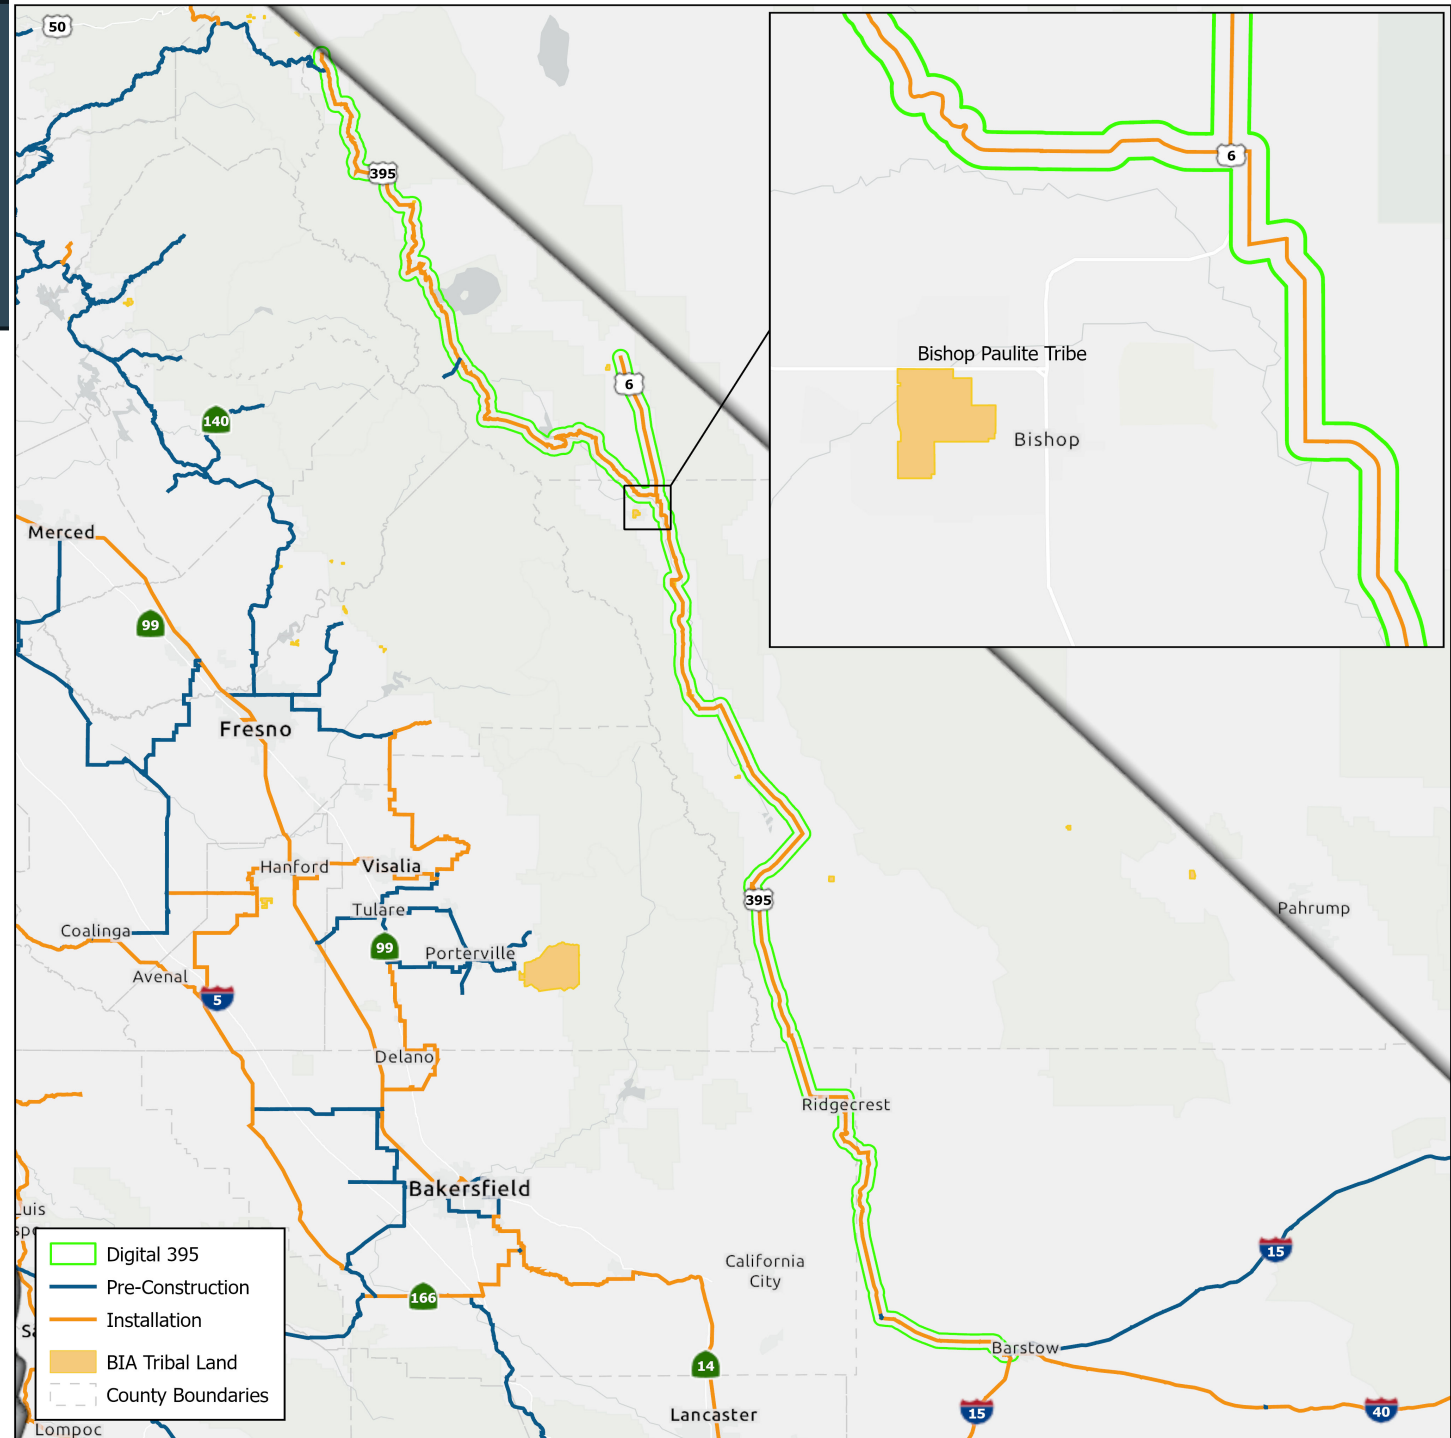 50
395
6
6
Bishop Paulite Tribe
Bishop
140
Merced
99
Fresno
Hanford
Visalia
395
Tulare
Pahrump
Coalinga
99
Porterville
Avenal
5
Delano
Ridgecrest
Bakersfield
Luis
California
City
15
Digital 395
Pre-Construction
Installation
BIA Tribal Land
County Boundaries
166
Barstow
14
15
40
Lancaster
Lompoc